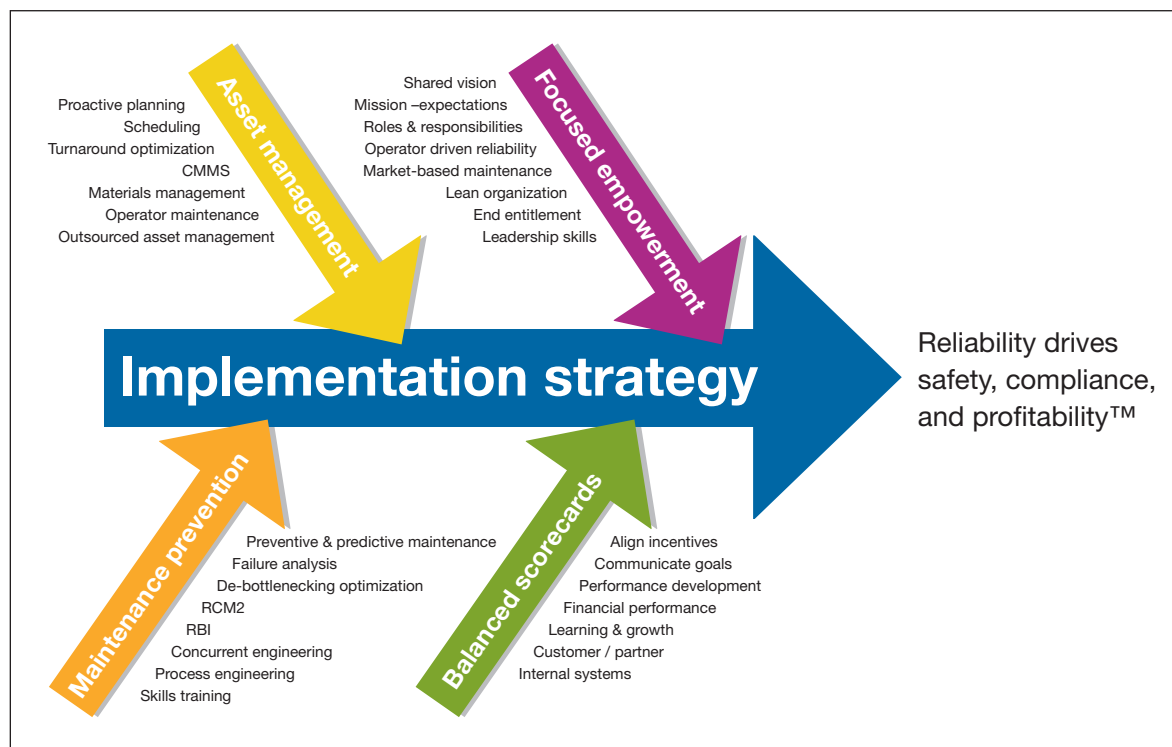 Asset management
Proactive planning
Scheduling
Turnaround optimization
CMMS
Materials management
Operator maintenance
Outsourced asset management
Focused empowerment
Shared vision
Mission –expectations
Roles & responsibilities
Operator driven reliability
Market-based maintenance
Lean organization
End entitlement
Leadership skills
Implementation strategy
Reliability drives
safety, compliance,
and profitability™
Maintenance prevention
Preventive & predictive maintenance
Failure analysis
De-bottlenecking optimization
RCM2
RBI
Concurrent engineering
Process engineering
Skills training
Balanced scorecards
Align incentives
Communicate goals
Performance development
Financial performance
Learning & growth
Customer / partner
Internal systems